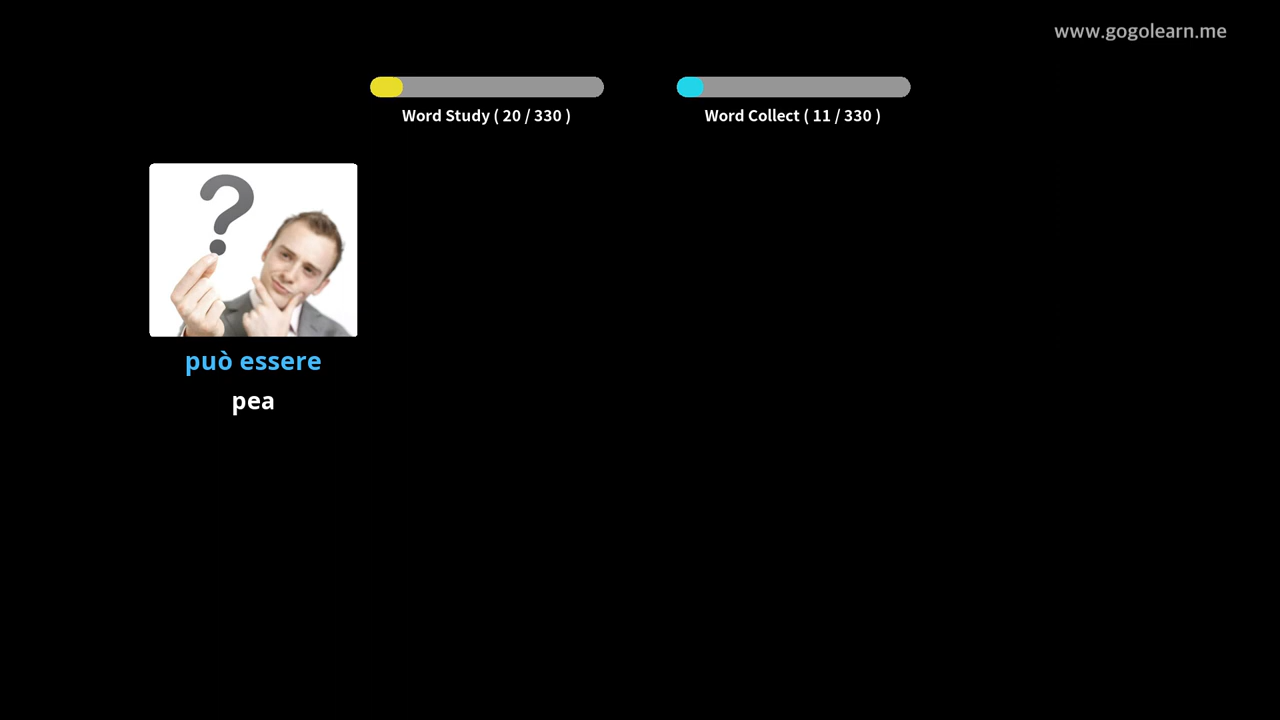 www.gogolearn.me
Word Study ( 20 / 330 )
Word Collect ( 11 / 330 )
può essere
pea